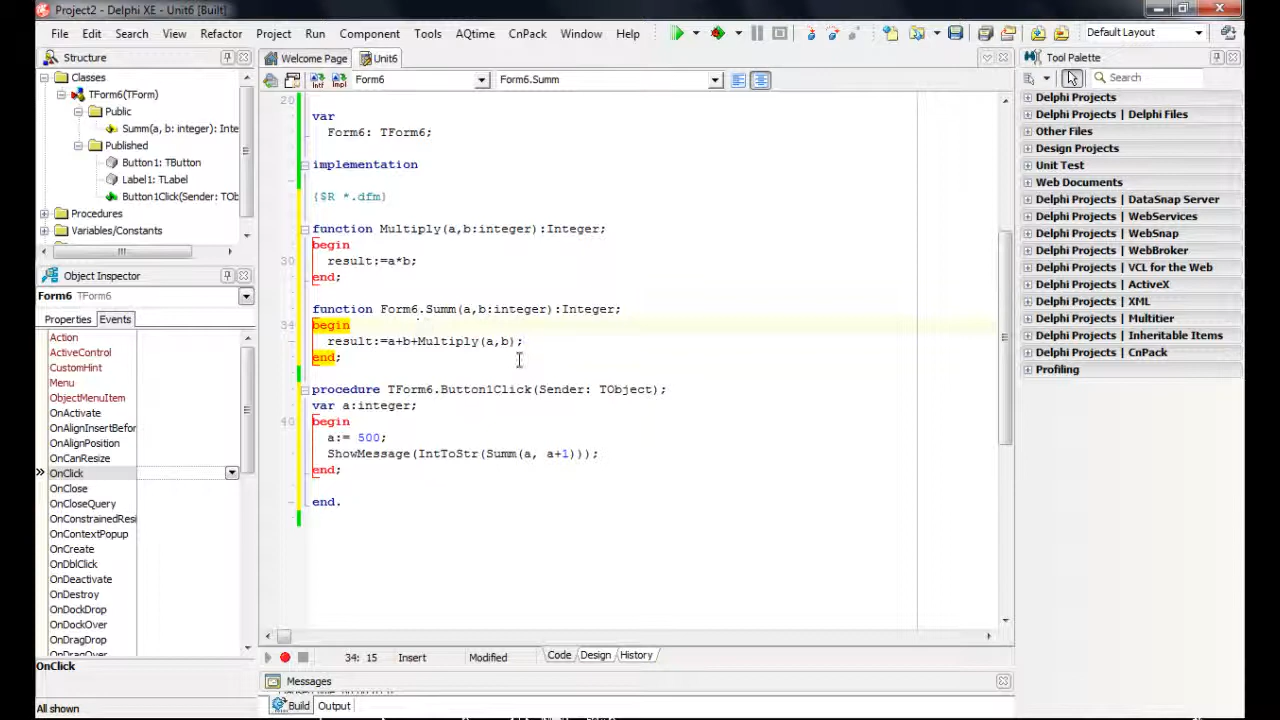 Project2 - Delphi XE - Unit6 [Built]
File Edit Search View Refactor Project Run Component Tools AQtime CnPack Window Help Default Layout
Structure
Classes
TForm6(TForm)
Public
Summ(a, b: integer): Inte
Published
Button1: TButton
Label1: TLabel
Button1Click(Sender: TOb
Procedures
Variables/Constants
Object Inspector
Form6 TForm6
Properties Events
Action
ActiveControl
CustomHint
Menu
ObjectMenuItem
OnActivate
OnAlignInsertBefor
OnAlignPosition
OnCanResize
OnClick
OnClose
OnCloseQuery
OnConstrainedResi
OnContextPopup
OnCreate
OnDblClick
OnDeactivate
OnDestroy
OnDockDrop
OnDockOver
OnDragDrop
OnDragOver
OnClick
All shown
Welcome Page Unit6
Form6 Form6.Summ
20
var
Form6: TForm6;
implementation
{$R *.dfm}
function Multiply(a,b:integer):Integer;
begin
30 result:=a*b;
end;
function Form6.Summ(a,b:integer):Integer;
34 begin
result:=a+b+Multiply(a,b);
end;
procedure TForm6.Button1Click(Sender: TObject);
var a:integer;
40 begin
a:= 500;
ShowMessage(IntToStr(Summ(a, a+1)));
end;
end.
34: 15 Insert Modified Code Design History
Messages
Build Output
Tool Palette
Search
Delphi Projects
Delphi Projects | Delphi Files
Other Files
Design Projects
Unit Test
Web Documents
Delphi Projects | DataSnap Server
Delphi Projects | WebServices
Delphi Projects | WebSnap
Delphi Projects | WebBroker
Delphi Projects | VCL for the Web
Delphi Projects | ActiveX
Delphi Projects | XML
Delphi Projects | Multitier
Delphi Projects | Inheritable Items
Delphi Projects | CnPack
Profiling